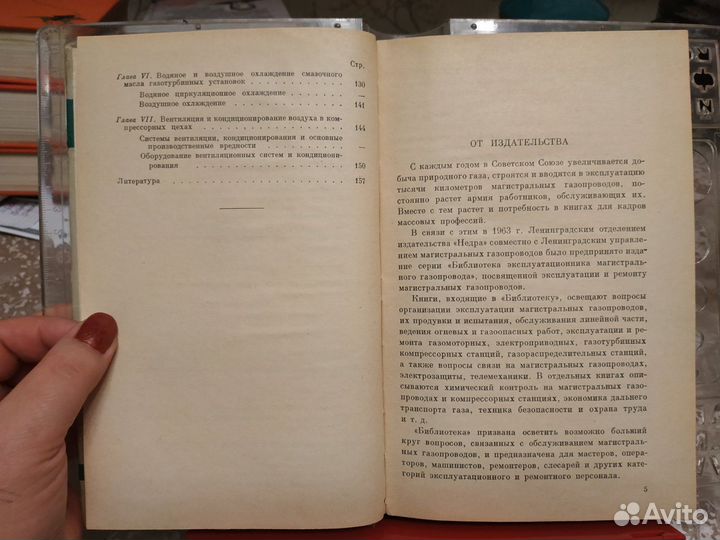 Стр.
Глава VI. Водяное и воздушное охлаждение смазочного
масла газотурбинных установок . . . . . . . . . 130
Водяное циркуляционное охлаждение . . . . . . —
Воздушное охлаждение . . . . . . . . . . . . 141
Глава VII. Вентиляция и кондиционирование воздуха в ком-
прессорных цехах . . . . . . . . . . . . . . . 144
Системы вентиляции, кондиционирования и основные
производственные вредности . . . . . . . . . —
Оборудование вентиляционных систем и кондициони-
рования . . . . . . . . . . . . . . . . . . 150
Литература . . . . . . . . . . . . . . . . . . . 157
ОТ ИЗДАТЕЛЬСТВА
С каждым годом в Советском Союзе увеличивается до-
быча природного газа, строятся и вводятся в эксплуатацию
тысячи километров магистральных газопроводов, по-
стоянно растет армия работников, обслуживающих их.
Вместе с тем растет и потребность в книгах для кадров
массовых профессий.
В связи с этим в 1963 г. Ленинградским отделением
издательства «Недра» совместно с Ленинградским управле-
нием магистральных газопроводов было предпринято изда-
ние серии «Библиотека эксплуатационника магистраль-
ного газопровода», посвященной эксплуатации и ремонту
магистральных газопроводов.
Книги, входящие в «Библиотеку», освещают вопросы
организации эксплуатации магистральных газопроводов,
их продувки и испытания, обслуживания линейной части,
ведения огневых и газоопасных работ, эксплуатации и ре-
монта газомоторных, электроприводных, газотурбинных
компрессорных станций, газораспределительных станций,
а также вопросы связи на магистральных газопроводах,
электрозащиты, телемеханики. В отдельных книгах опи-
сываются химический контроль на магистральных газо-
проводах и компрессорных станциях, экономика дальнего
транспорта газа, техника безопасности и охрана труда
и т. д.
«Библиотека» призвана осветить возможно больший
круг вопросов, связанных с обслуживанием магистраль-
ных газопроводов, и предназначена для мастеров, опера-
торов, машинистов, ремонтеров, слесарей и других кате-
горий эксплуатационного и ремонтного персонала.
5
Avito